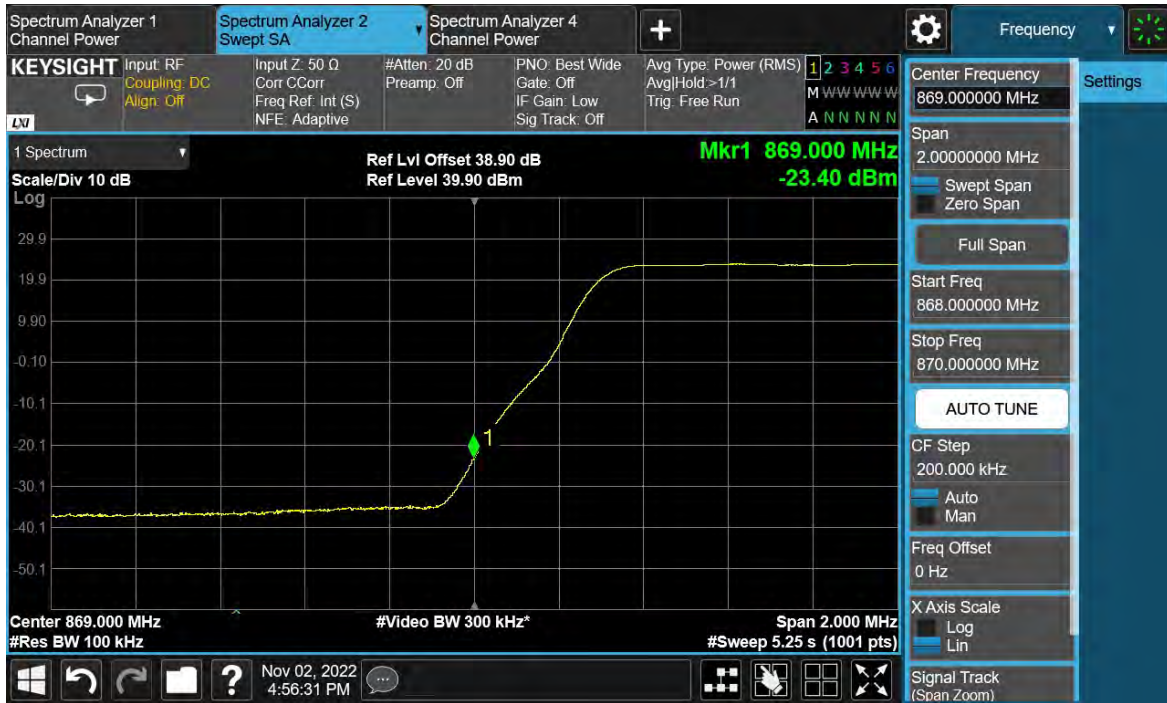 Spectrum Analyzer 1
Channel Power
Spectrum Analyzer 2
Swept SA
Spectrum Analyzer 4
Channel Power
Frequency
KEYSIGHT
Input: RF
Coupling: DC
Align: Off
Input Z: 50 Ω
Corr CCorr
Freq Ref: Int (S)
NFE: Adaptive
#Atten: 20 dB
Preamp: Off
PNO: Best Wide
Gate: Off
IF Gain: Low
Sig Track: Off
Avg Type: Power (RMS)
Avg|Hold:>1/1
Trig: Free Run
1 2 3 4 5 6
M W W W W W
A N N N N N
LXI
1 Spectrum
Scale/Div 10 dB
Ref Lvl Offset 38.90 dB
Ref Level 39.90 dBm
Mkr1 869.000 MHz
-23.40 dBm
Log
29.9
19.9
9.90
-0.10
-10.1
-20.1
-30.1
-40.1
-50.1
1
Center 869.000 MHz
#Res BW 100 kHz
#Video BW 300 kHz*
Span 2.000 MHz
#Sweep 5.25 s (1001 pts)
Nov 02, 2022
4:56:31 PM
Center Frequency
869.000000 MHz
Settings
Span
2.00000000 MHz
Swept Span
Zero Span
Full Span
Start Freq
868.000000 MHz
Stop Freq
870.000000 MHz
AUTO TUNE
CF Step
200.000 kHz
Auto
Man
Freq Offset
0 Hz
X Axis Scale
Log
Lin
Signal Track
(Span Zoom)